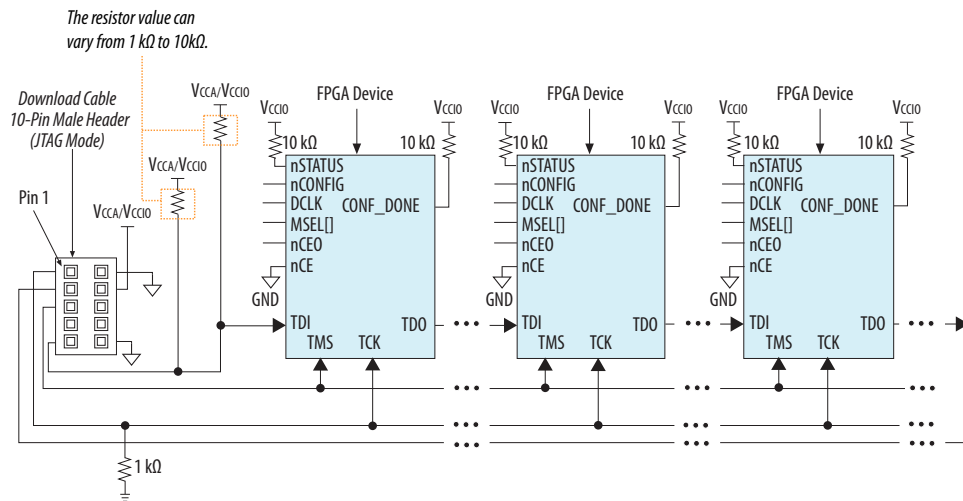 The resistor value can
vary from 1 kΩ to 10kΩ.
Download Cable
10-Pin Male Header
(JTAG Mode)
Pin 1
VCCA/VCCIO
VCCA/VCCIO
VCCA/VCCIO
VCCIO
FPGA Device
VCCIO
10 kΩ
10 kΩ
nSTATUS
nCONFIG
DCLK
CONF_DONE
MSEL[]
nCEO
nCE
GND
TDI
TDO
TMS
TCK
VCCIO
FPGA Device
VCCIO
10 kΩ
10 kΩ
nSTATUS
nCONFIG
DCLK
CONF_DONE
MSEL[]
nCEO
nCE
GND
TDI
TDO
TMS
TCK
VCCIO
FPGA Device
VCCIO
10 kΩ
10 kΩ
nSTATUS
nCONFIG
DCLK
CONF_DONE
MSEL[]
nCEO
nCE
GND
TDI
TDO
TMS
TCK
1 kΩ